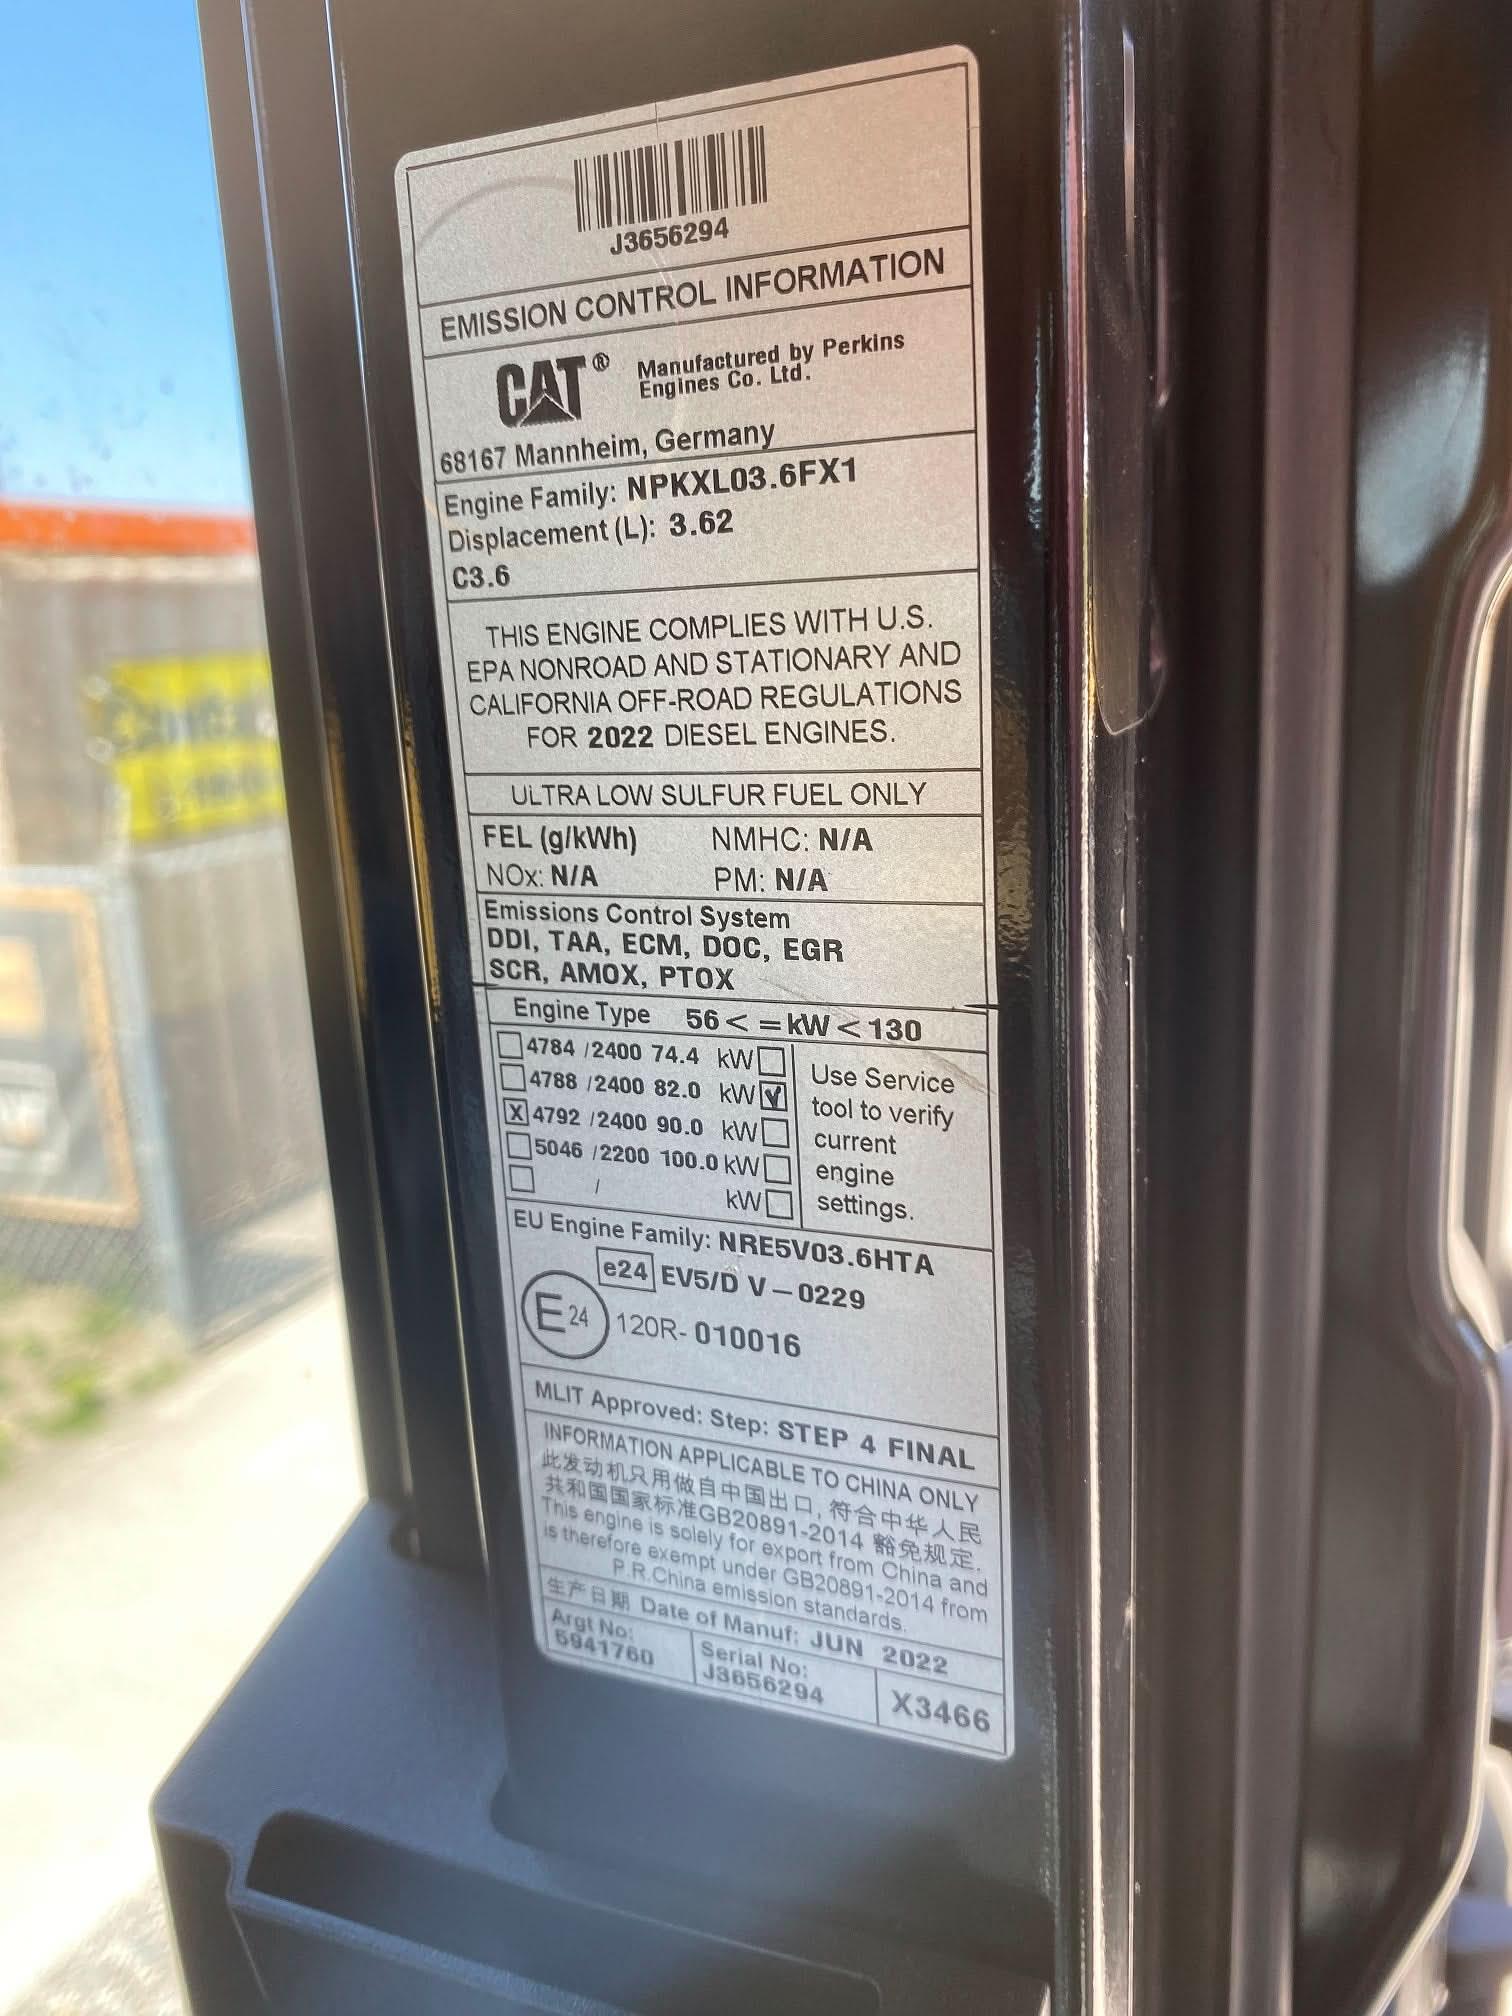 J3656294
EMISSION CONTROL INFORMATION
CAT® Manufactured by Perkins
Engines Co. Ltd.
68167 Mannheim, Germany
Engine Family: NPKXL03.6FX1
Displacement (L): 3.62
C3.6
THIS ENGINE COMPLIES WITH U.S.
EPA NONROAD AND STATIONARY AND
CALIFORNIA OFF-ROAD REGULATIONS
FOR 2022 DIESEL ENGINES.
ULTRA LOW SULFUR FUEL ONLY
FEL (g/kWh) NMHC: N/A
NOx: N/A PM: N/A
Emissions Control System
DDI, TAA, ECM, DOC, EGR
SCR, AMOX, PTOX
Engine Type 56 < = kW < 130
4784 /2400 74.4 kW
4788 /2400 82.0 kW
X 4792 /2400 90.0 kW
5046 /2200 100.0 kW
/ kW
Use Service
tool to verify
current
engine
settings.
EU Engine Family: NRE5V03.6HTA
e24 EV5/D V-0229
E24 120R-010016
MLIT Approved: Step: STEP 4 FINAL
INFORMATION APPLICABLE TO CHINA ONLY
此发动机只用做自中国出口, 符合中华人民
共和国国家标准GB20891-2014 豁免规定.
This engine is solely for export from China and
is therefore exempt under GB20891-2014 from
P.R.China emission standards.
生产日期 Date of Manuf: JUN 2022
Argt No:
5941760
Serial No:
J3656294
X3466